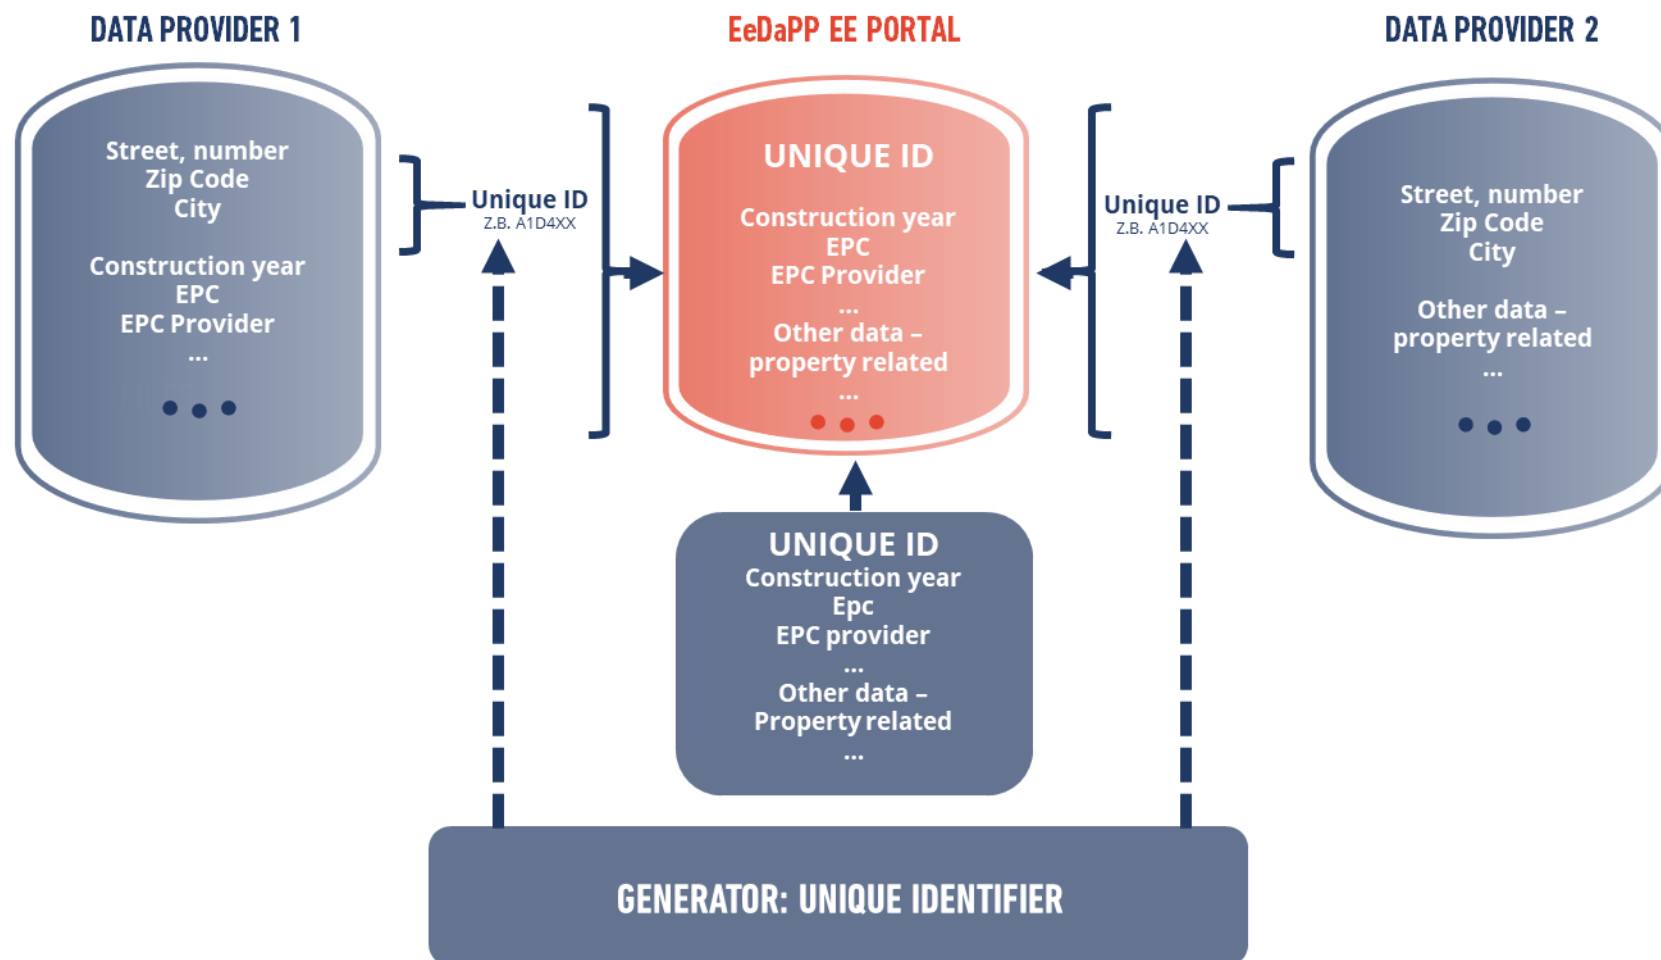 DATA PROVIDER 1
EeDaPP EE PORTAL
DATA PROVIDER 2
Street, number
Zip Code
City
Construction year
EPC
EPC Provider
...
Unique ID
Z.B. A1D4XX
UNIQUE ID
Construction year
EPC
EPC Provider
...
Other data –
property related
...
Unique ID
Z.B. A1D4XX
Street, number
Zip Code
City
Other data –
property related
...
UNIQUE ID
Construction year
Epc
EPC provider
...
Other data –
Property related
...
GENERATOR: UNIQUE IDENTIFIER